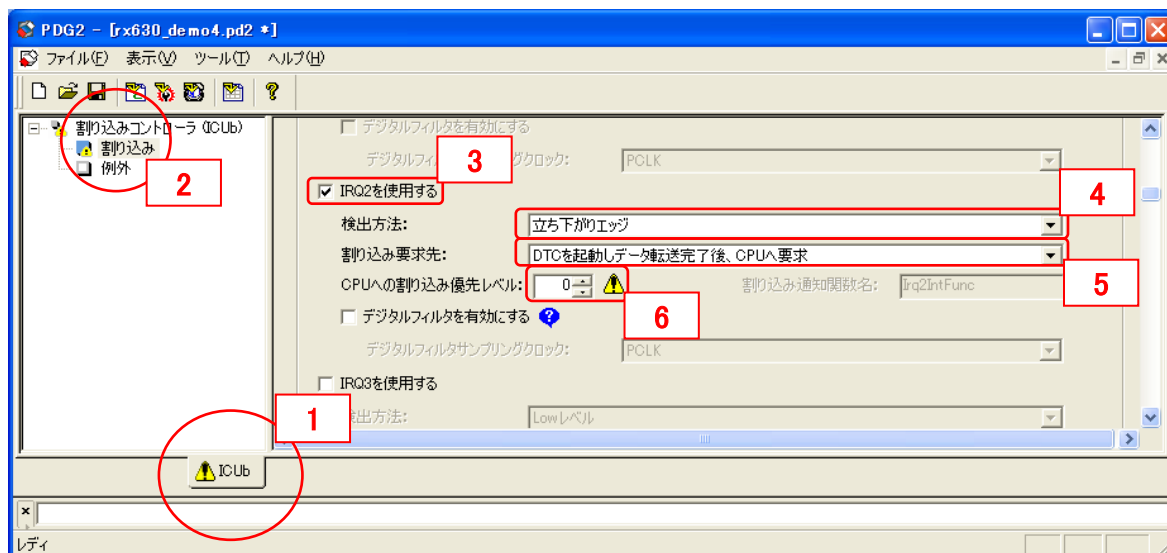 PDG2 - [rx630_demo4.pd2 *]
ファイル(F) 表示(V) ツール(T) ヘルプ(H)
割り込みコントローラ (ICUb)
割り込み
例外
2
デジタルフィルタを有効にする
デジタルフィ
3
グクロック:
PCLK
IRQ2を使用する
4
検出方法:
立ち下がりエッジ
割り込み要求先:
DTCを起動しデータ転送完了後、CPUへ要求
5
CPUへの割り込み優先レベル:
0
割り込み通知関数名:
Irq2IntFunc
6
デジタルフィルタを有効にする
デジタルフィルタサンプリングクロック:
PCLK
IRQ3を使用する
1
検出方法:
Lowレベル
ICUb
レディ